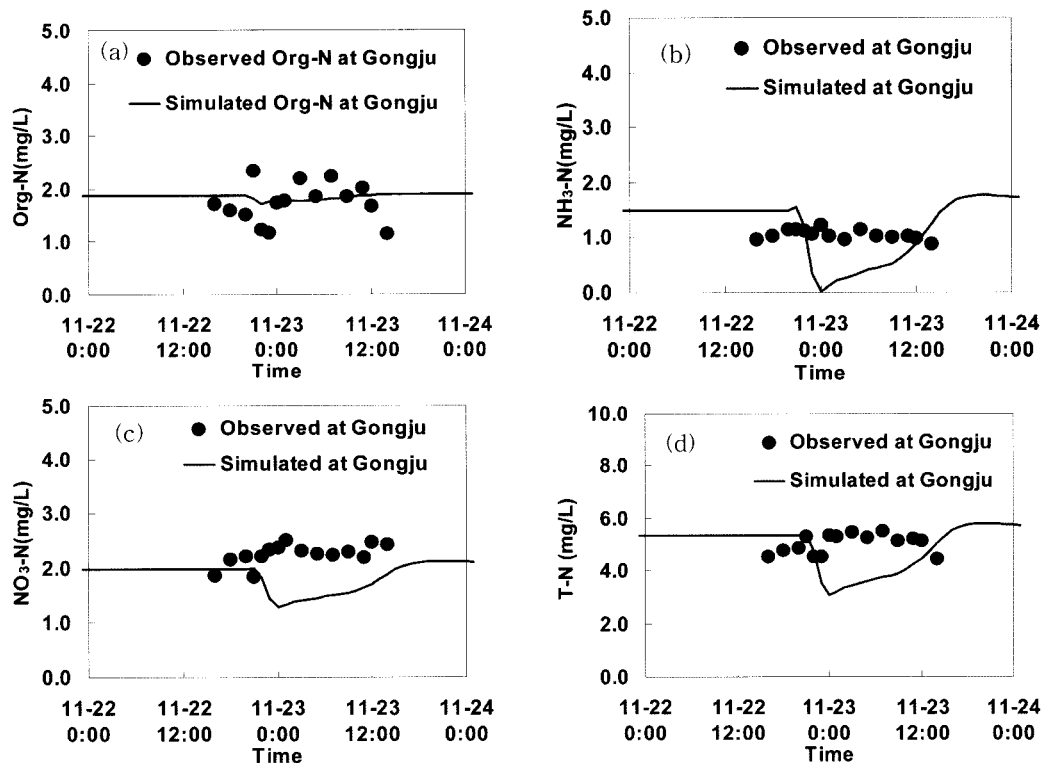 (a)
Observed Org-N at Gongju
Simulated Org-N at Gongju
Org-N(mg/L)
5.0
4.0
3.0
2.0
1.0
0.0
11-22 11-22 11-23 11-23 11-24
0:00 12:00 0:00 12:00 0:00
Time
(b)
Observed at Gongju
Simulated at Gongju
NH3-N(mg/L)
5.0
4.0
3.0
2.0
1.0
0.0
11-22 11-22 11-23 11-23 11-24
0:00 12:00 0:00 12:00 0:00
Time
(c)
Observed at Gongju
Simulated at Gongju
NO3-N(mg/L)
5.0
4.0
3.0
2.0
1.0
0.0
11-22 11-22 11-23 11-23 11-24
0:00 12:00 0:00 12:00 0:00
Time
(d)
Observed at Gongju
Simulated at Gongju
T-N (mg/L)
10.0
8.0
6.0
4.0
2.0
0.0
11-22 11-22 11-23 11-23 11-24
0:00 12:00 0:00 12:00 0:00
Time